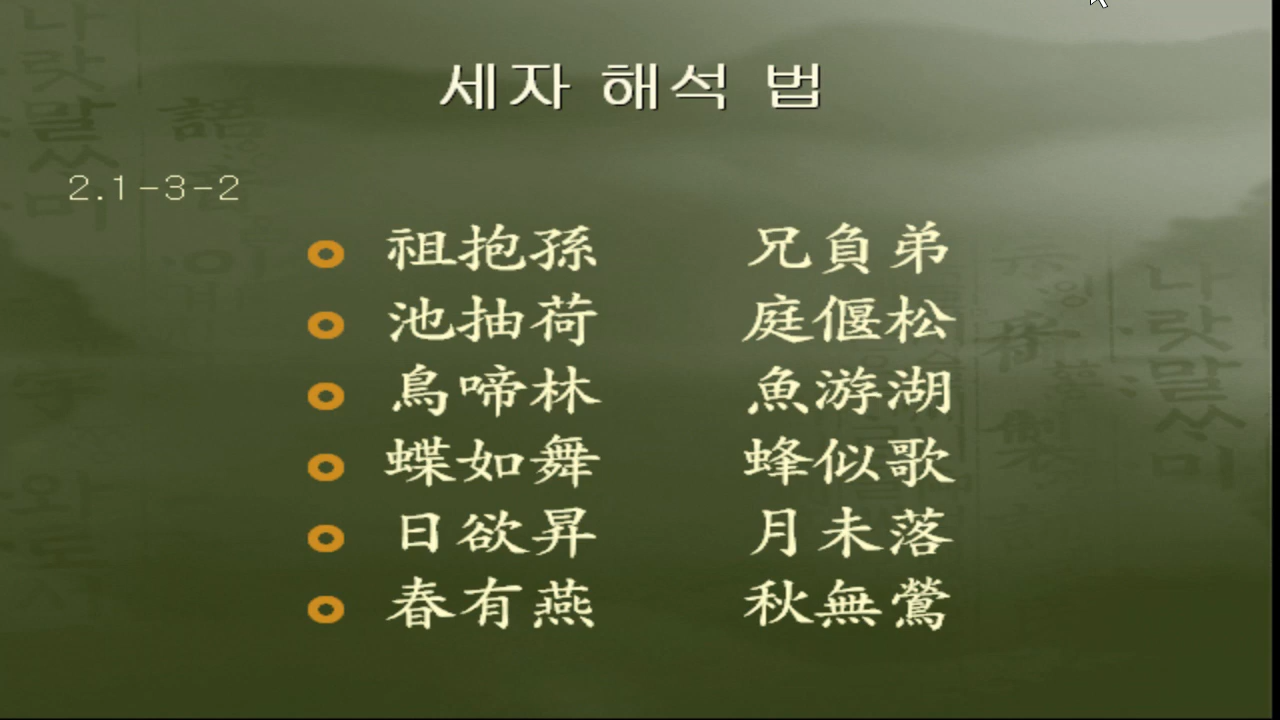 세자 해석 법
2.1-3-2
祖抱孫 兄負弟
池抽荷 庭偃松
鳥啼林 魚游湖
蝶如舞 蜂似歌
日欲昇 月未落
春有燕 秋無鶯